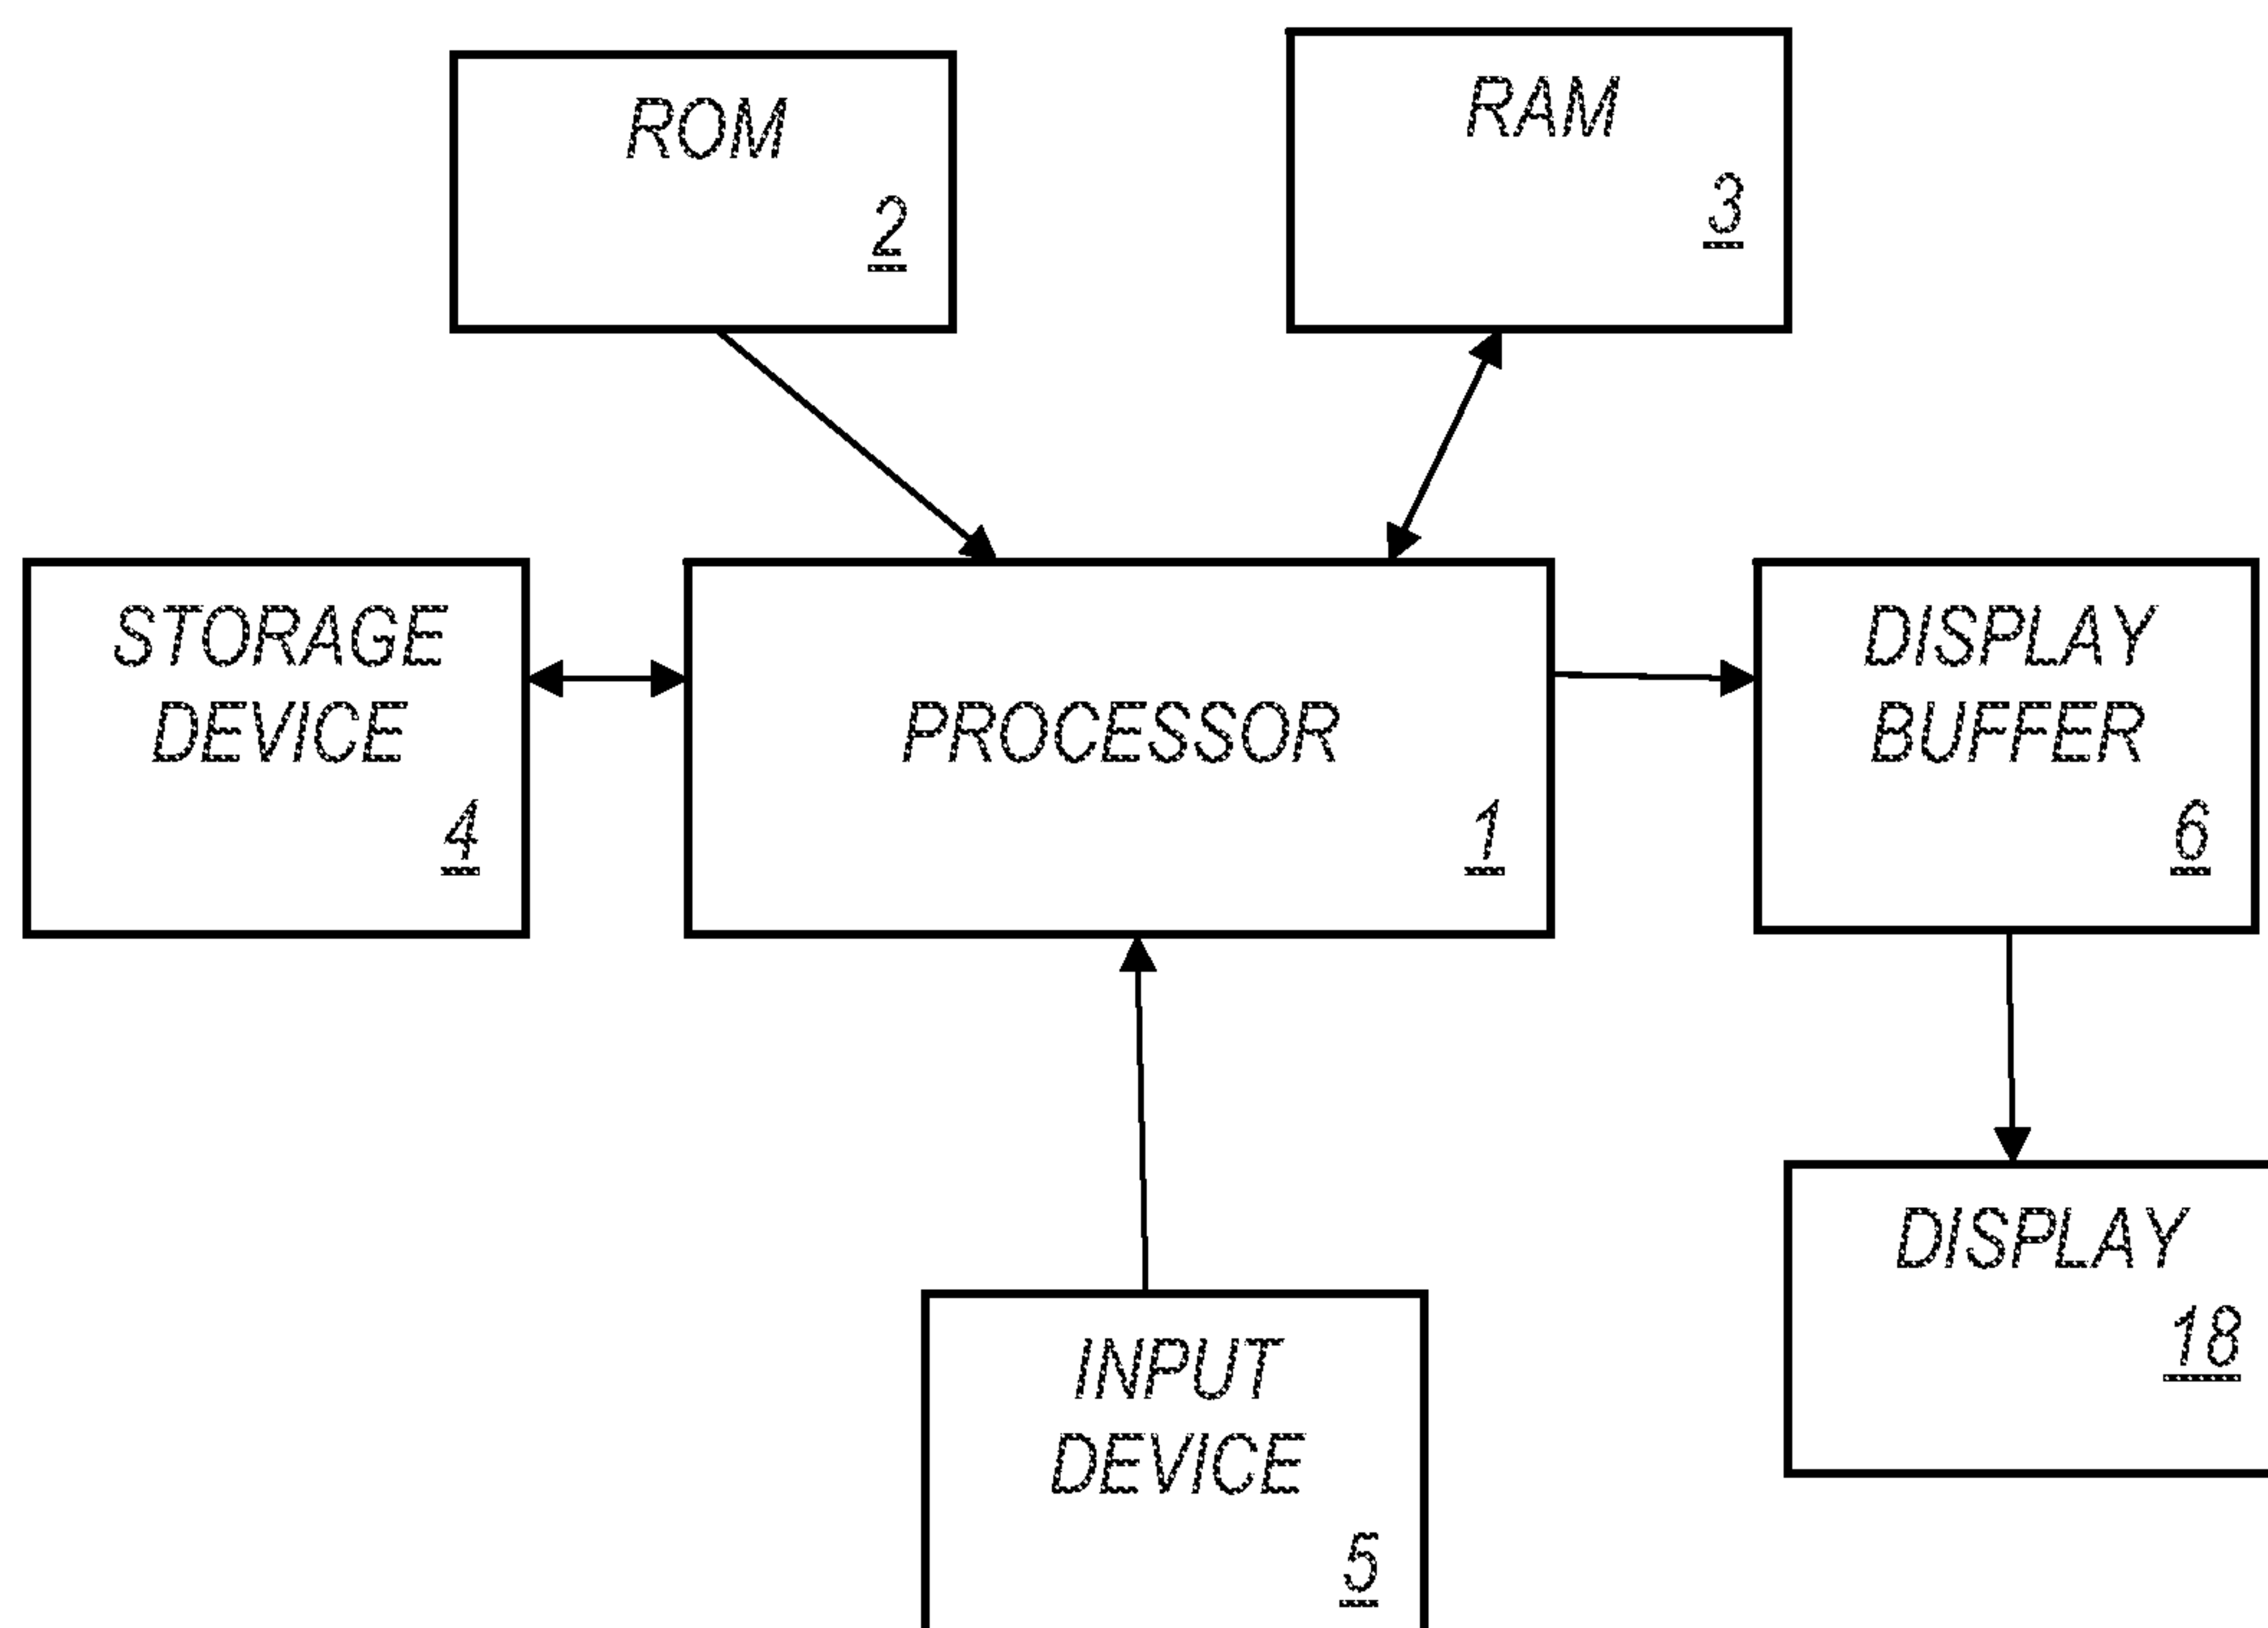 ROM
2
RAM
3
STORAGE
DEVICE
4
PROCESSOR
1
DISPLAY
BUFFER
6
DISPLAY
18
INPUT
DEVICE
5